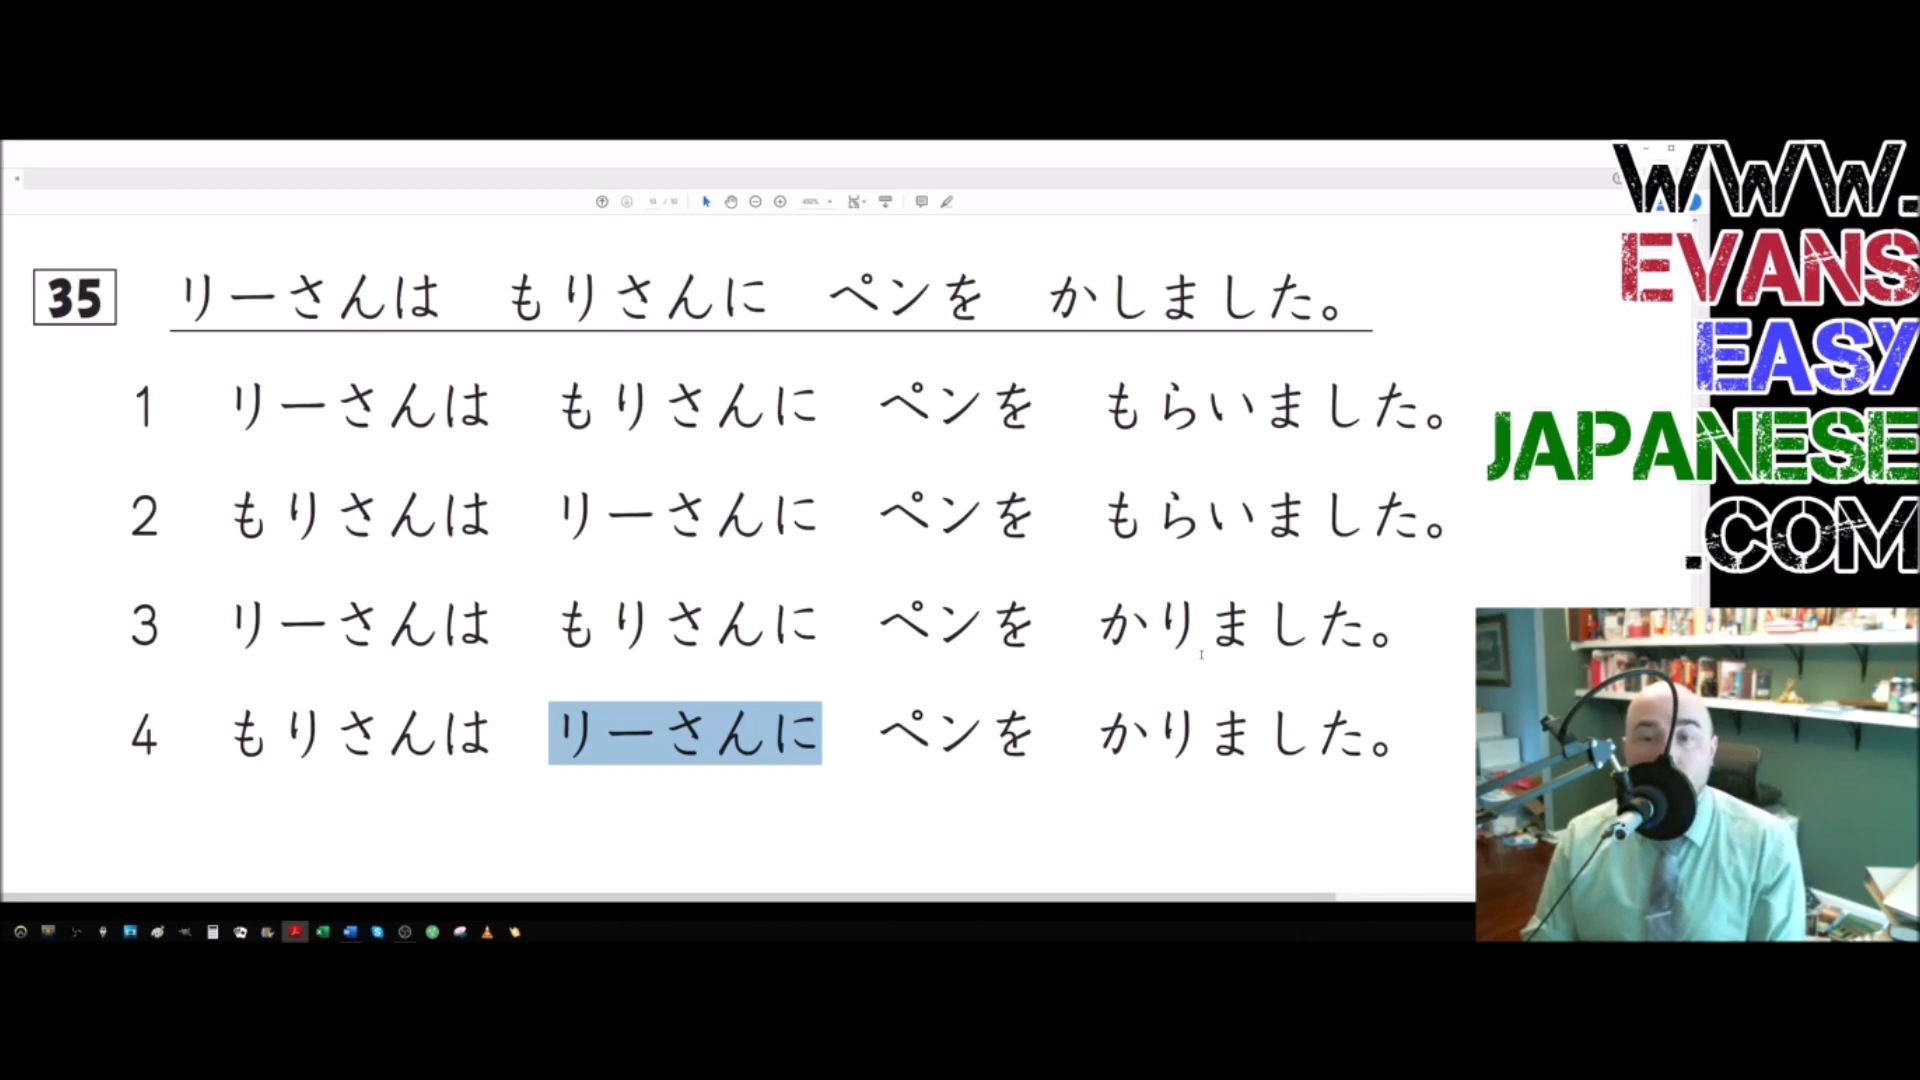 35 リーさんは もりさんに ペンを かしました。
1 リーさんは もりさんに ペンを もらいました。
2 もりさんは リーさんに ペンを もらいました。
3 リーさんは もりさんに ペンを かりました。
4 もりさんは リーさんに ペンを かりました。
WWW.
EVANS
EASY
JAPANESE
.COM